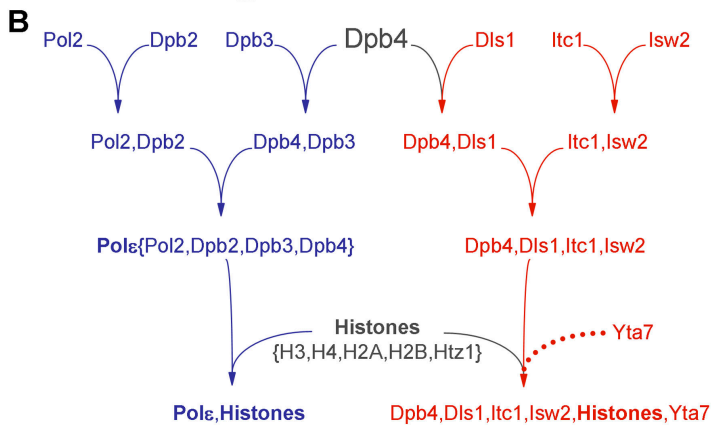 B
Pol2 Dpb2 Dpb3 Dpb4 Dls1 Itc1 Isw2
Pol2,Dpb2 Dpb4,Dpb3 Dpb4,Dls1 Itc1,Isw2
Polε{Pol2,Dpb2,Dpb3,Dpb4} Dpb4,Dls1,Itc1,Isw2
Histones Yta7
{H3,H4,H2A,H2B,Htz1}
Polε,Histones Dpb4,Dls1,Itc1,Isw2,Histones,Yta7